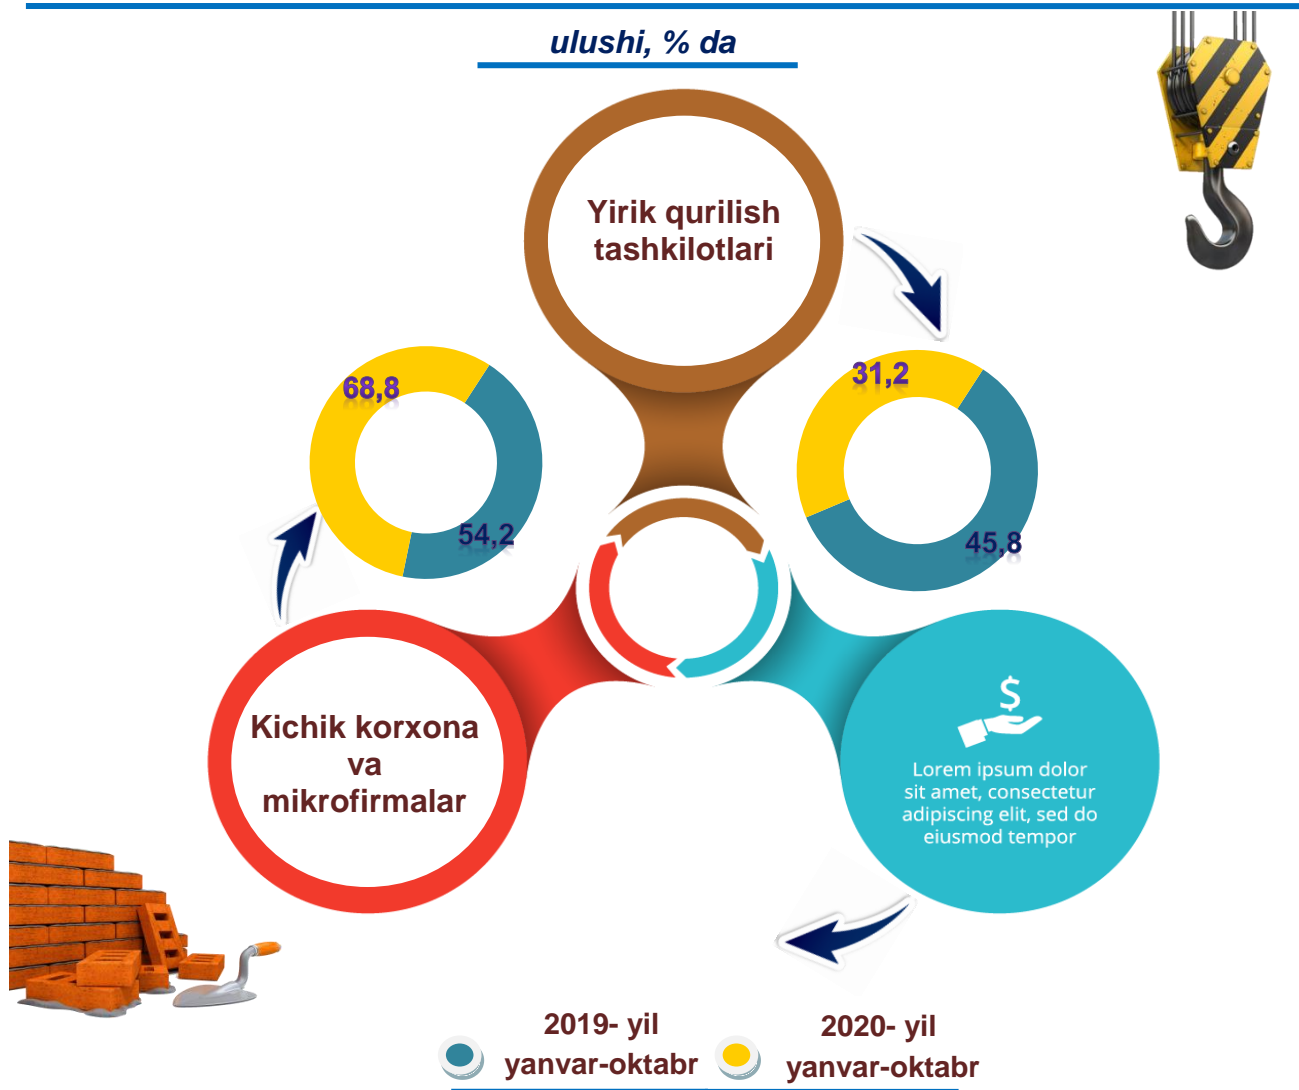 ulushi, % da
Yirik qurilish
tashkilotlari
68,8
54,2
31,2
45,8
Kichik korxona
va
mikrofirmalar
$
Lorem ipsum dolor
sit amet, consectetur
adipiscing elit, sed do
eiusmod tempor
2019- yil
yanvar-oktabr
2020- yil
yanvar-oktabr